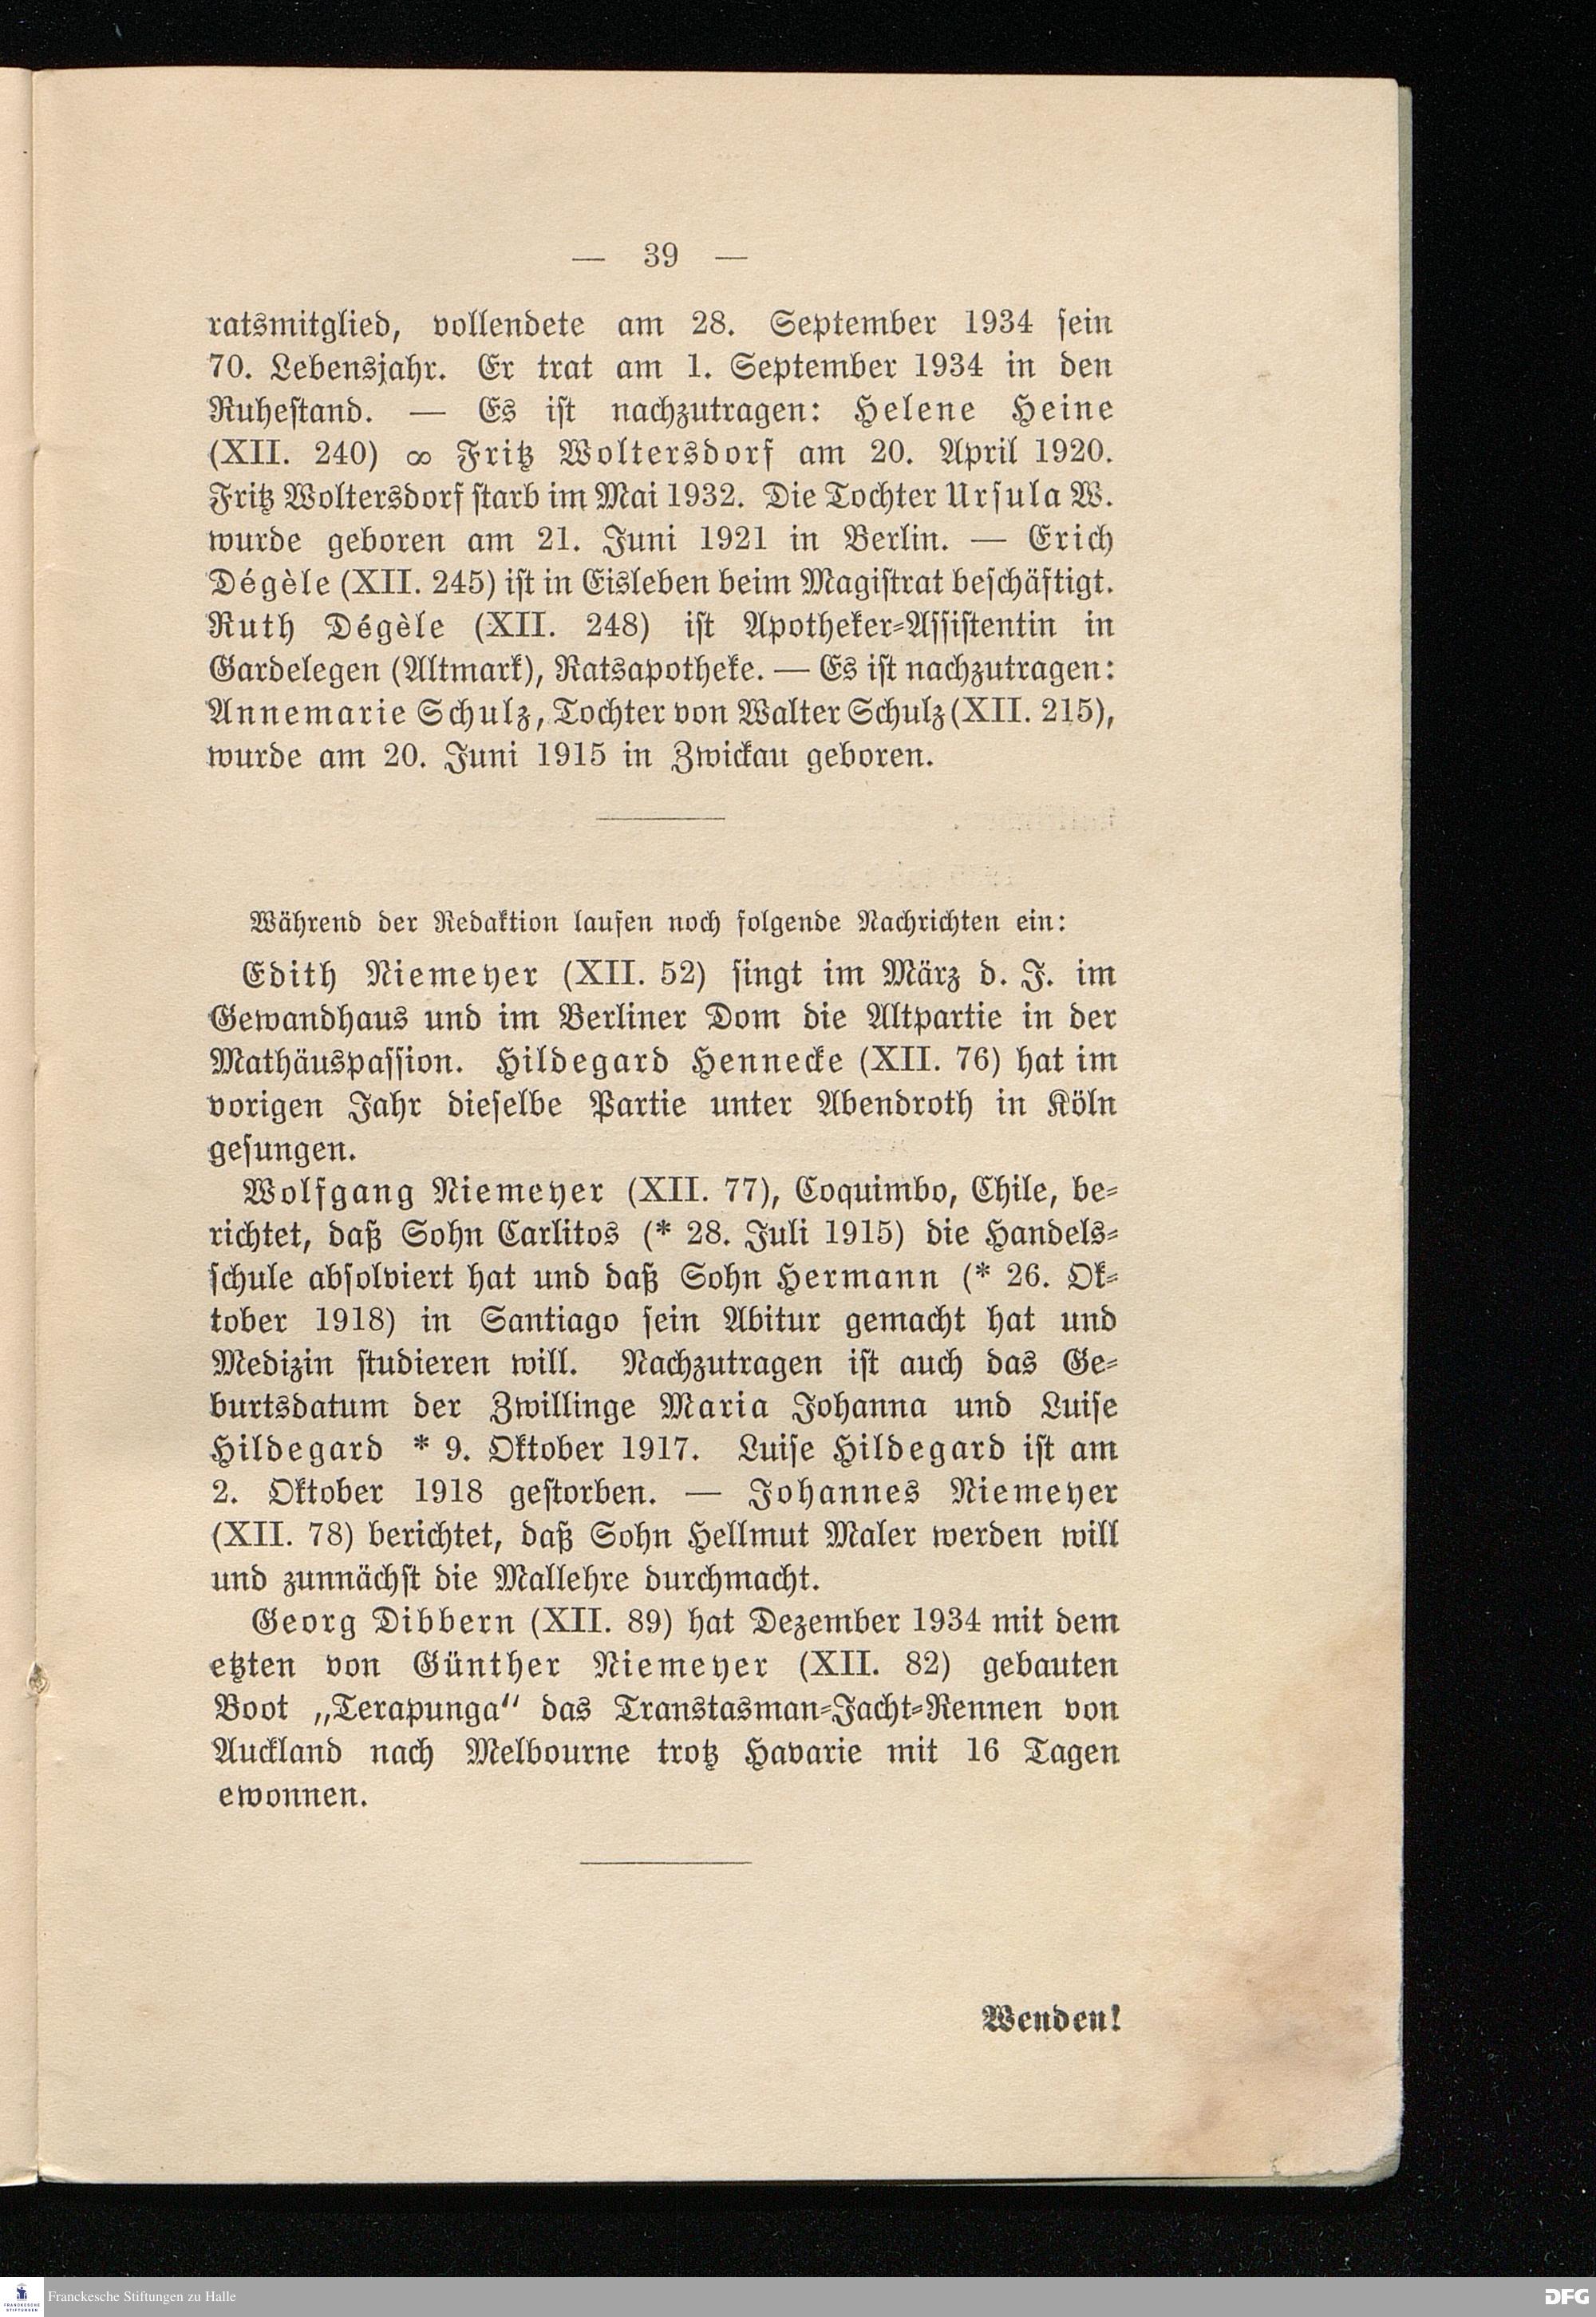 — 39 —
ratsmitglied, vollendete am 28. September 1934 sein
70. Lebensjahr. Er trat am 1. September 1934 in den
Ruhestand. — Es ist nachzutragen: Helene Heine
(XII. 240) ∞ Fritz Woltersdorf am 20. April 1920.
Fritz Woltersdorf starb im Mai 1932. Die Tochter Ursula W.
wurde geboren am 21. Juni 1921 in Berlin. — Erich
Dégèle (XII. 245) ist in Eisleben beim Magistrat beschäftigt.
Ruth Dégèle (XII. 248) ist Apotheker-Assistentin in
Gardelegen (Altmark), Ratsapotheke. — Es ist nachzutragen:
Annemarie Schulz, Tochter von Walter Schulz (XII. 215),
wurde am 20. Juni 1915 in Zwickau geboren.
Während der Redaktion laufen noch folgende Nachrichten ein:
Edith Niemeyer (XII. 52) singt im März d. J. im
Gewandhaus und im Berliner Dom die Altpartie in der
Mathäuspassion. Hildegard Hennecke (XII. 76) hat im
vorigen Jahr dieselbe Partie unter Abendroth in Köln
gesungen.
Wolfgang Niemeyer (XII. 77), Coquimbo, Chile, be-
richtet, daß Sohn Carlitos (* 28. Juli 1915) die Handels-
schule absolviert hat und daß Sohn Hermann (* 26. Ok-
tober 1918) in Santiago sein Abitur gemacht hat und
Medizin studieren will. Nachzutragen ist auch das Ge-
burtsdatum der Zwillinge Maria Johanna und Luise
Hildegard * 9. Oktober 1917. Luise Hildegard ist am
2. Oktober 1918 gestorben. — Johannes Niemeyer
(XII. 78) berichtet, daß Sohn Hellmut Maler werden will
und zunnächst die Mallehre durchmacht.
Georg Dibbern (XII. 89) hat Dezember 1934 mit dem
etzten von Günther Niemeyer (XII. 82) gebauten
Boot „Terapunga“ das Transtasman-Jacht-Rennen von
Auckland nach Melbourne trotz Havarie mit 16 Tagen
ewonnen.
Wenden!
FRANCKESCHE
STIFTUNGEN
Franckesche Stiftungen zu Halle
DFG